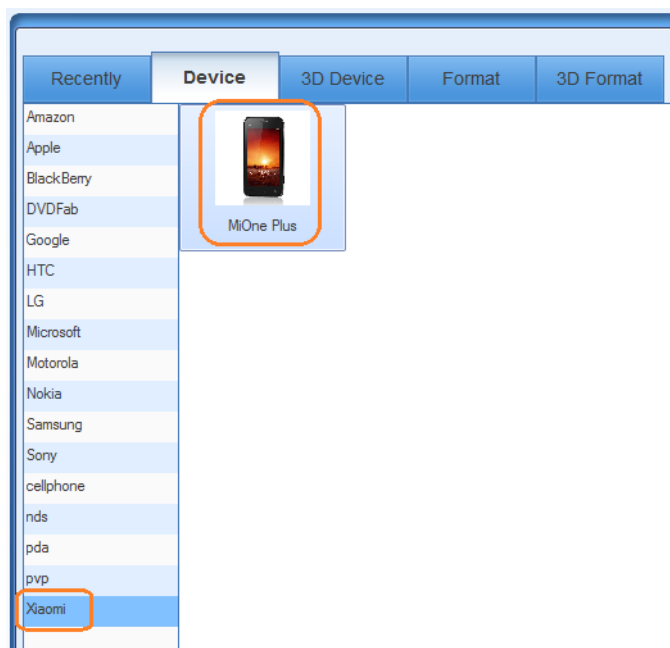 Recently Device 3D Device Format 3D Format
Amazon
Apple
BlackBerry
DVDFab
Google
HTC
LG
Microsoft
Motorola
Nokia
Samsung
Sony
cellphone
nds
pda
pvp
Xiaomi
MiOne Plus